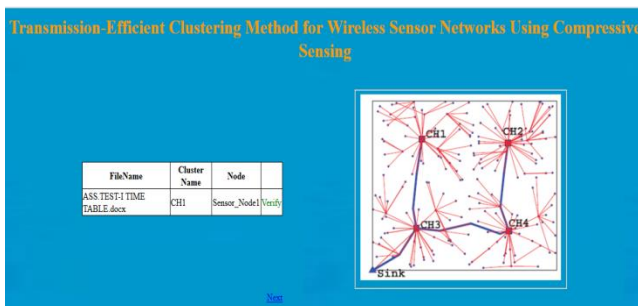 Transmission-Efficient Clustering Method for Wireless Sensor Networks Using Compressive
Sensing
FileName Cluster Name Node
ASS.TEST-I TIME TABLE.docx CH1 Sensor_Node1 Verify
CH1 CH2
CH3 CH4
Sink
Next